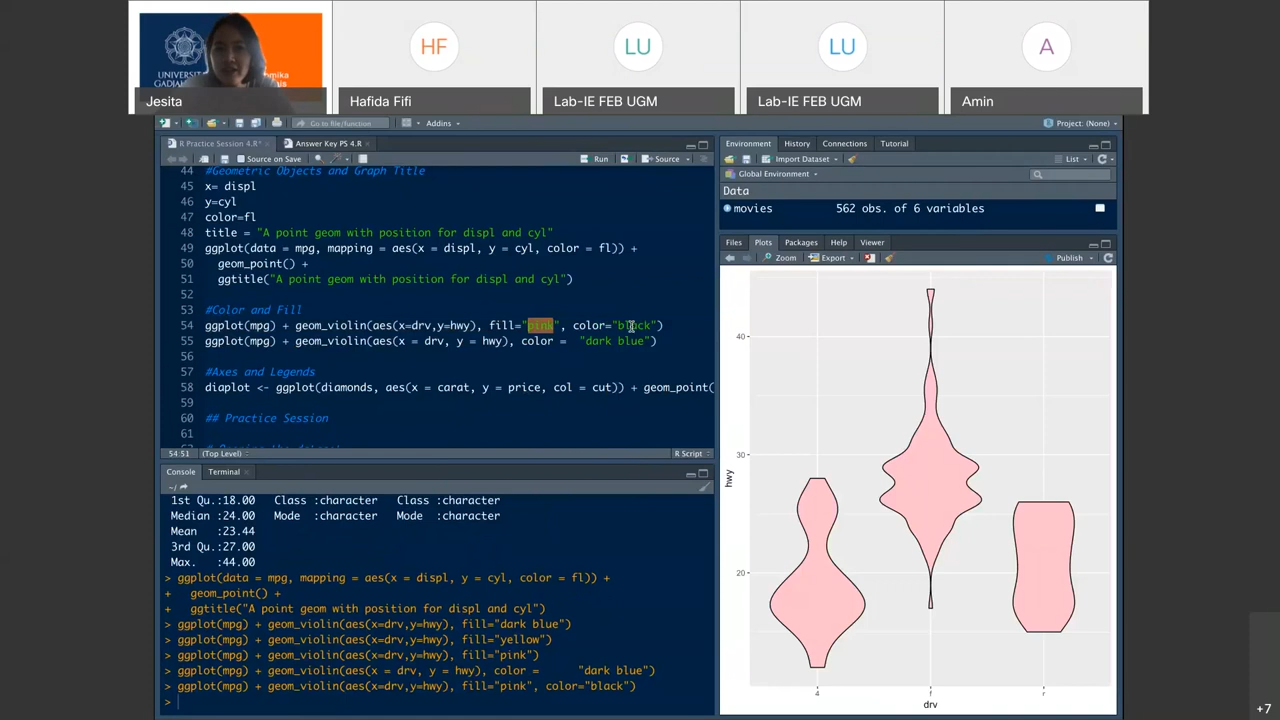 UNIVERSITAS
GADJAH
Jesita
HF
Hafida Fifi
LU
Lab-IE FEB UGM
LU
Lab-IE FEB UGM
A
Amin
Go to file/function
Addins
Project: (None)
R Practice Session 4.R*
Answer Key PS 4.R
Source on Save
Run
Source
44 #Geometric Objects and Graph Title
45 x= displ
46 y=cyl
47 color=fl
48 title = "A point geom with position for displ and cyl"
49 ggplot(data = mpg, mapping = aes(x = displ, y = cyl, color = fl)) +
50 geom_point() +
51 ggtitle("A point geom with position for displ and cyl")
52
53 #Color and Fill
54 ggplot(mpg) + geom_violin(aes(x=drv,y=hwy), fill="pink", color="black")
55 ggplot(mpg) + geom_violin(aes(x = drv, y = hwy), color = "dark blue")
56
57 #Axes and Legends
58 diaplot <- ggplot(diamonds, aes(x = carat, y = price, col = cut)) + geom_point(
59
60 ## Practice Session
61
54:51
(Top Level)
R Script
Console
Terminal
~/
1st Qu.:18.00 Class :character Class :character
Median :24.00 Mode :character Mode :character
Mean :23.44
3rd Qu.:27.00
Max. :44.00
> ggplot(data = mpg, mapping = aes(x = displ, y = cyl, color = fl)) +
+ geom_point() +
+ ggtitle("A point geom with position for displ and cyl")
> ggplot(mpg) + geom_violin(aes(x=drv,y=hwy), fill="dark blue")
> ggplot(mpg) + geom_violin(aes(x=drv,y=hwy), fill="yellow")
> ggplot(mpg) + geom_violin(aes(x=drv,y=hwy), fill="pink")
> ggplot(mpg) + geom_violin(aes(x = drv, y = hwy), color = "dark blue")
> ggplot(mpg) + geom_violin(aes(x=drv,y=hwy), fill="pink", color="black")
>
Environment
History
Connections
Tutorial
Import Dataset
List
Global Environment
Data
movies 562 obs. of 6 variables
Files
Plots
Packages
Help
Viewer
Zoom
Export
Publish
40
30
20
hwy
4
f
r
drv
+7